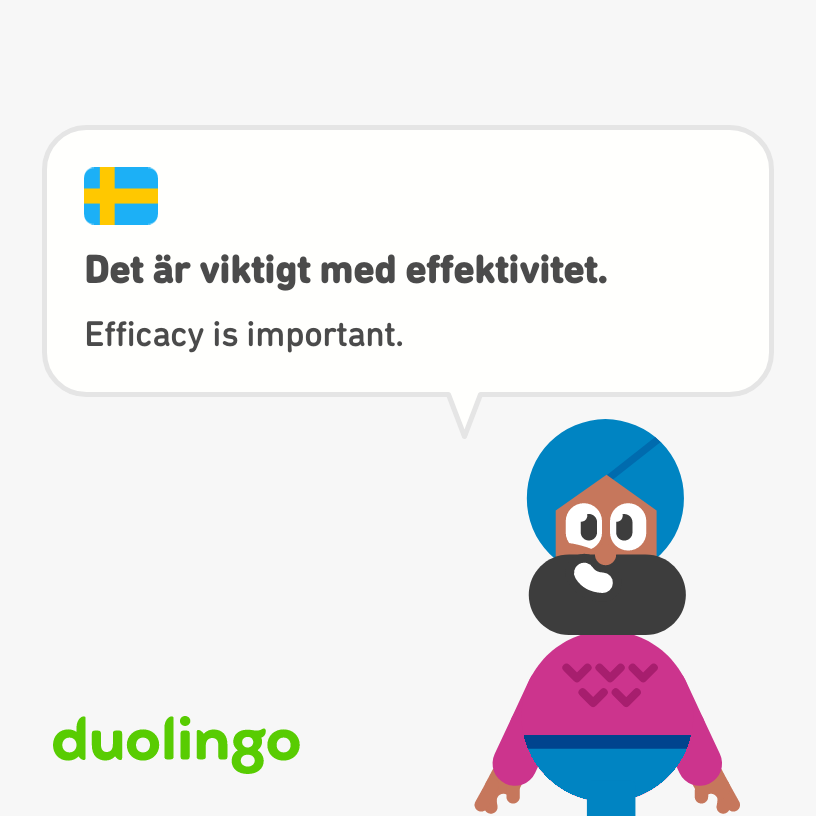 Det är viktigt med effektivitet.
Efficacy is important.
duolingo